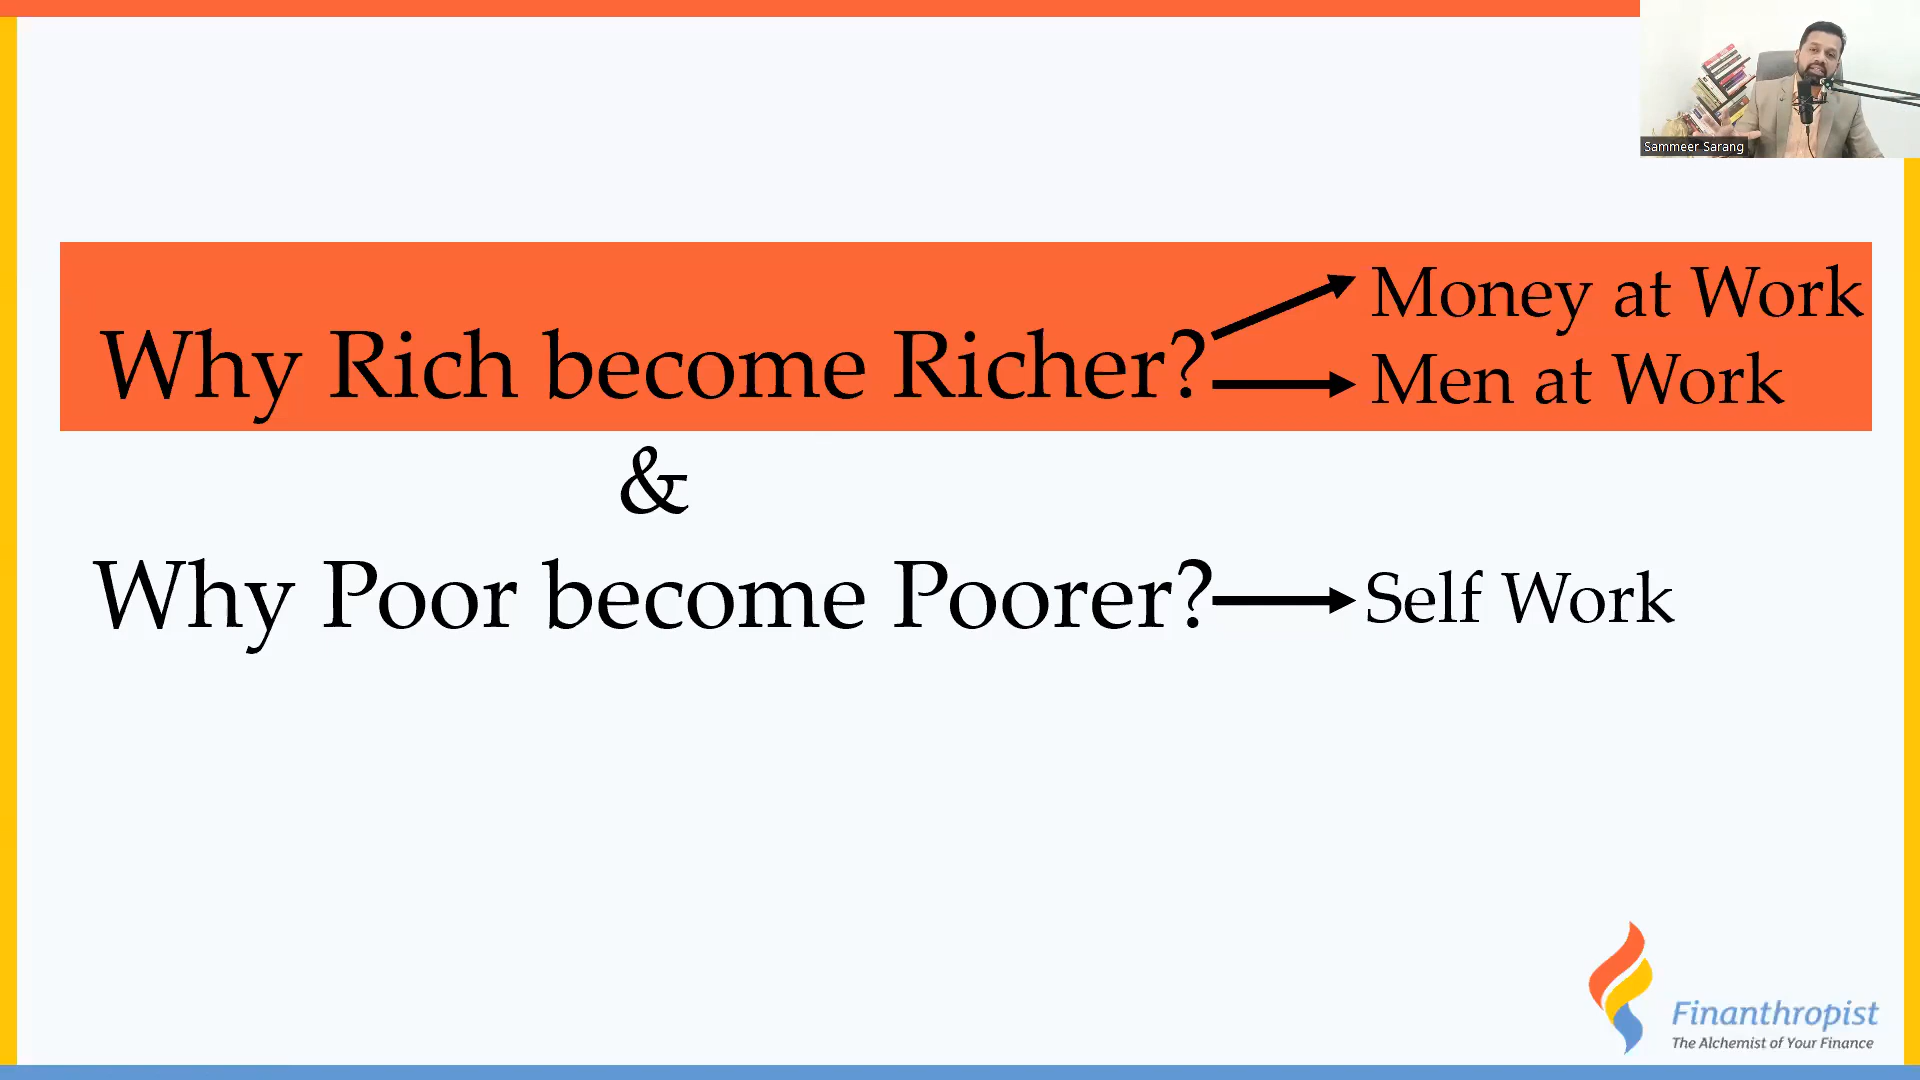 Sammeer Sarang
Money at Work
Why Rich become Richer?
Men at Work
&
Why Poor become Poorer?
Self Work
Finanthropist
The Alchemist of Your Finance